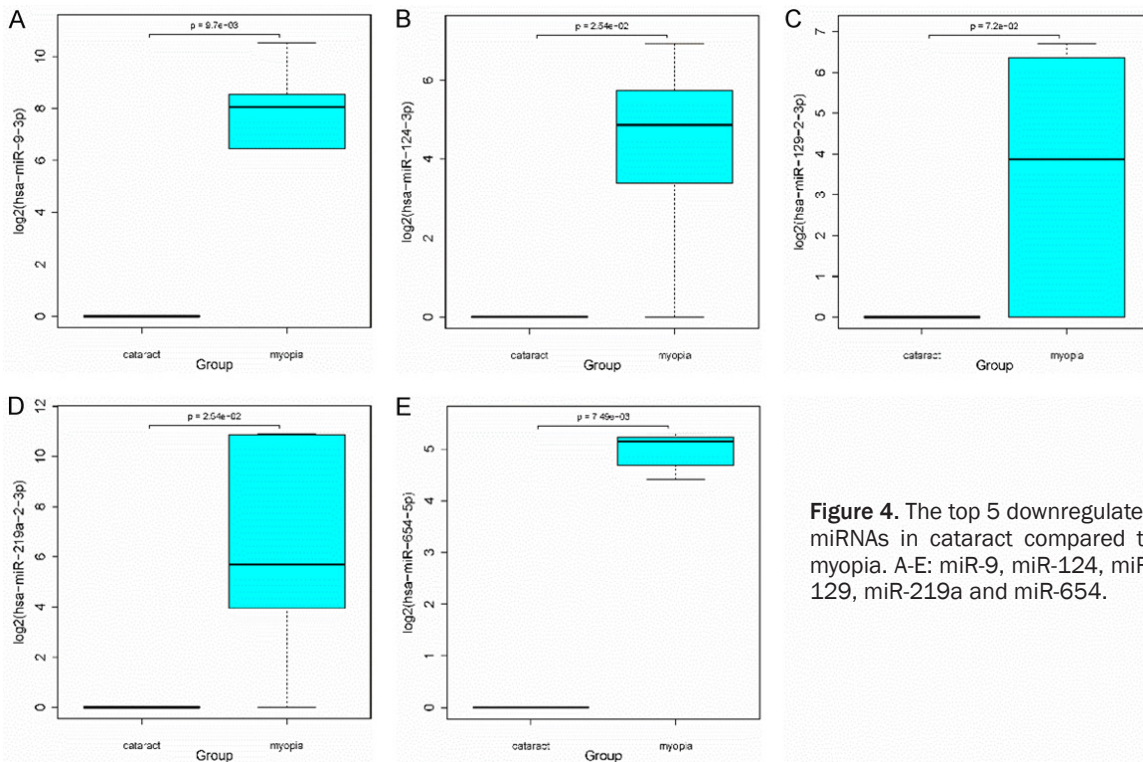 A
p = 9.7e-03
log2(hsa-miR-9-3p)
10
8
6
4
2
0
cataract myopia
Group
B
p = 2.54e-02
log2(hsa-miR-124-3p)
6
4
2
0
cataract myopia
Group
C
p = 7.2e-02
log2(hsa-miR-129-2-3p)
7
6
5
4
3
2
1
0
cataract myopia
Group
D
p = 2.54e-02
log2(hsa-miR-219a-2-3p)
12
10
8
6
4
2
0
cataract myopia
Group
E
p = 7.49e-03
log2(hsa-miR-654-5p)
5
4
3
2
1
0
cataract myopia
Group
Figure 4. The top 5 downregulate
miRNAs in cataract compared t
myopia. A-E: miR-9, miR-124, miR
129, miR-219a and miR-654.